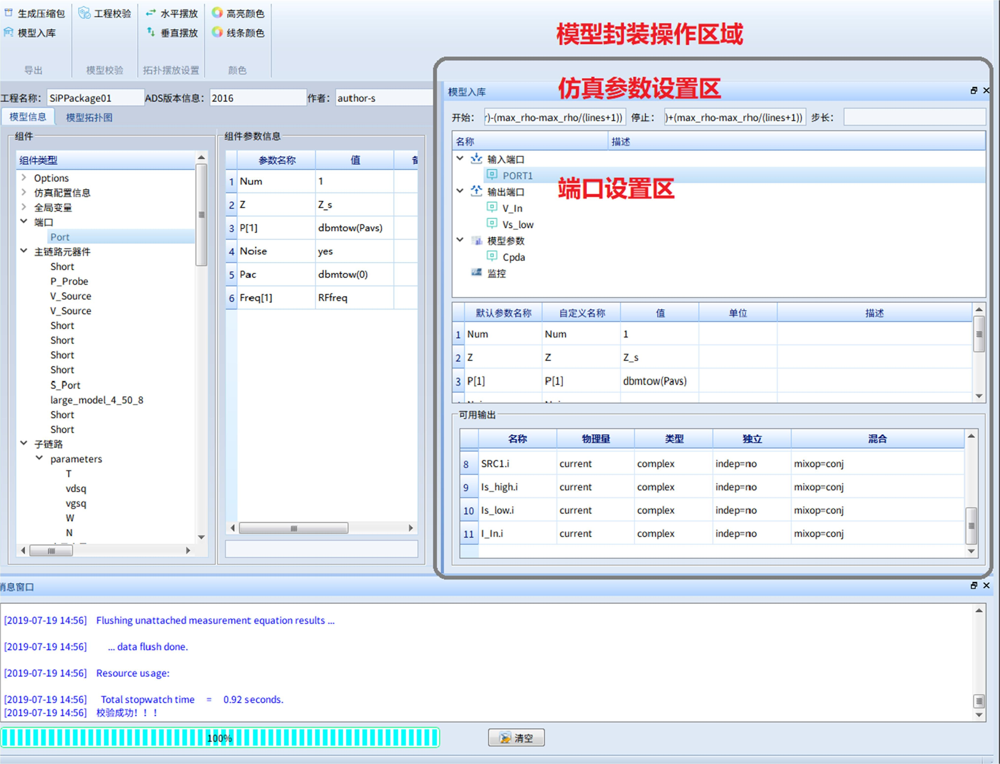 生成压缩包 工程校验 水平摆放 高亮颜色
模型入库 垂直摆放 线条颜色
导出 模型校验 拓扑摆放设置 颜色
模型封装操作区域
工程名称： SiPPackage01 ADS版本信息： 2016 作者： author-s
模型信息 模型拓扑图
组件
组件类型
Options
仿真配置信息
全局变量
端口
Port
主链路元器件
Short
P_Probe
V_Source
V_Source
Short
Short
Short
Short
S_Port
large_model_4_50_8
Short
Short
子链路
parameters
T
vdsq
vgsq
W
N
组件参数信息
参数名称 值
1 Num 1
2 Z Z_s
3 P[1] dbmtow(Pavs)
4 Noise yes
5 Pac dbmtow(0)
6 Freq[1] RFfreq
模型入库 仿真参数设置区
开始： r)-(max_rho-max_rho/(lines+1)) 停止： )+(max_rho-max_rho/(lines+1)) 步长：
名称 描述
输入端口
PORT1
端口设置区
输出端口
V_In
Vs_low
模型参数
Cpda
监控
默认参数名称 自定义名称 值 单位 描述
1 Num Num 1
2 Z Z Z_s
3 P[1] P[1] dbmtow(Pavs)
可用输出
名称 物理量 类型 独立 混合
8 SRC1.i current complex indep=no mixop=conj
9 Is_high.i current complex indep=no mixop=conj
10 Is_low.i current complex indep=no mixop=conj
11 I_In.i current complex indep=no mixop=conj
消息窗口
[2019-07-19 14:56] Flushing unattached measurement equation results ...
[2019-07-19 14:56] ... data flush done.
[2019-07-19 14:56] Resource usage:
[2019-07-19 14:56] Total stopwatch time = 0.92 seconds.
[2019-07-19 14:56] 校验成功！！！
100%
清空